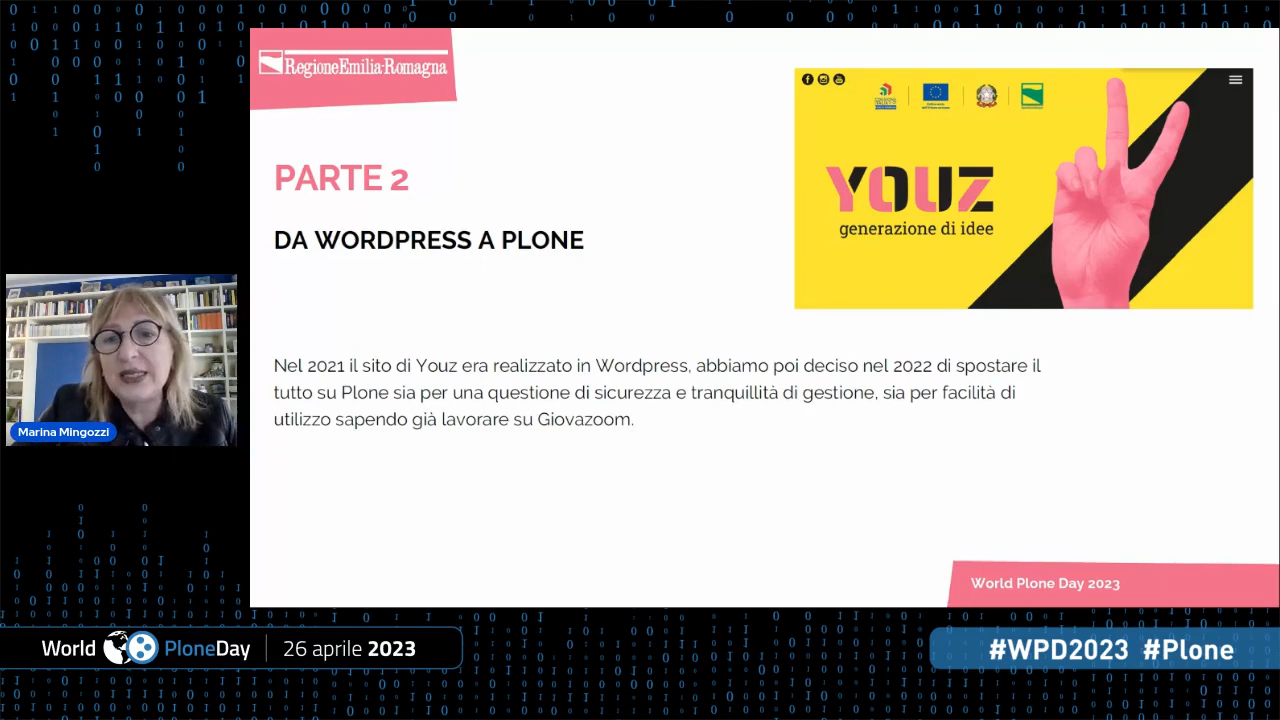 RegioneEmilia-Romagna
PARTE 2
DA WORDPRESS A PLONE
YOUZ
generazione di idee
Nel 2021 il sito di Youz era realizzato in Wordpress, abbiamo poi deciso nel 2022 di spostare il
tutto su Plone sia per una questione di sicurezza e tranquillità di gestione, sia per facilità di
utilizzo sapendo già lavorare su Giovazoom.
Marina Mingozzi
World Plone Day 2023
World PloneDay
26 aprile 2023
#WPD2023 #Plone